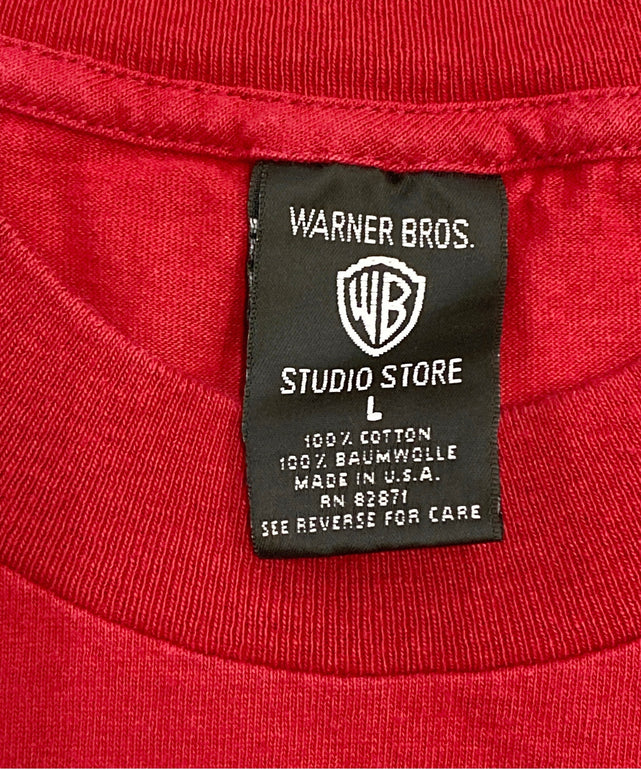 WARNER BROS.
WB
STUDIO STORE
L
100% COTTON
100% BAUMWOLLE
MADE IN U.S.A.
RN 82871
SEE REVERSE FOR CARE